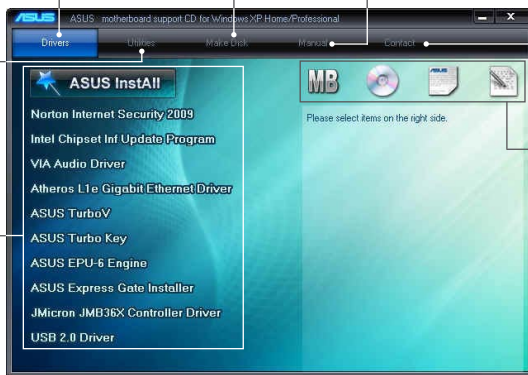 ASUS ASUS motherboard support CD for Windows XP Home/Professional
Drivers Utilities Make Disk Manual Contact
ASUS InstAll
MB
Norton Internet Security 2009
Please select items on the right side.
Intel Chipset Inf Update Program
VIA Audio Driver
Atheros L1e Gigabit Ethernet Driver
ASUS TurboV
ASUS Turbo Key
ASUS EPU-6 Engine
ASUS Express Gate Installer
JMicron JMB36X Controller Driver
USB 2.0 Driver